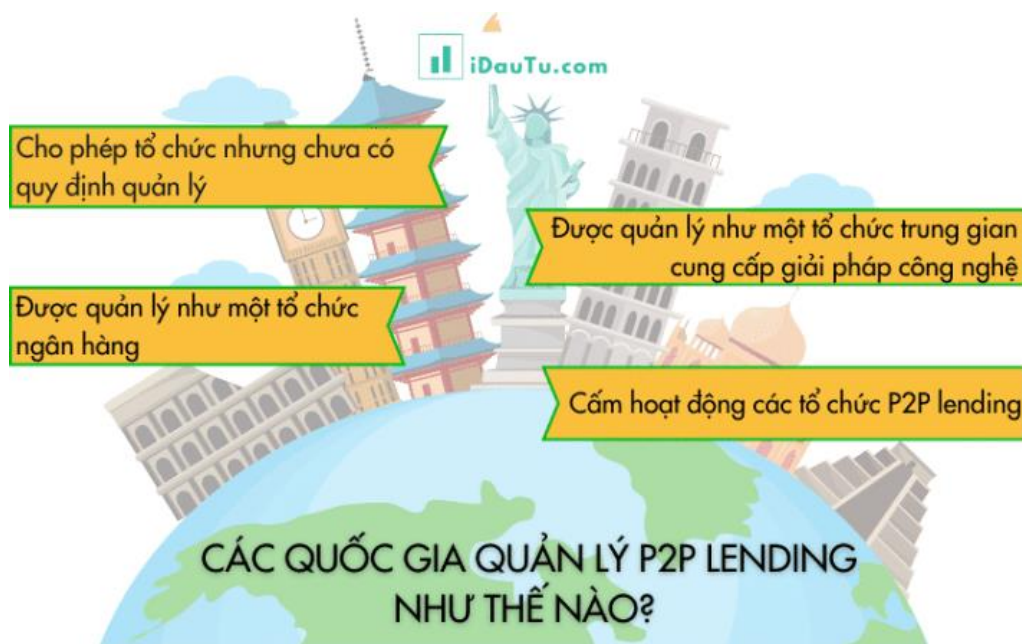 iDauTu.com
Cho phép tổ chức nhưng chưa có
quy định quản lý
Được quản lý như một tổ chức trung gian
cung cấp giải pháp công nghệ
Được quản lý như một tổ chức
ngân hàng
Cấm hoạt động các tổ chức P2P lending
CÁC QUỐC GIA QUẢN LÝ P2P LENDING
NHƯ THẾ NÀO?